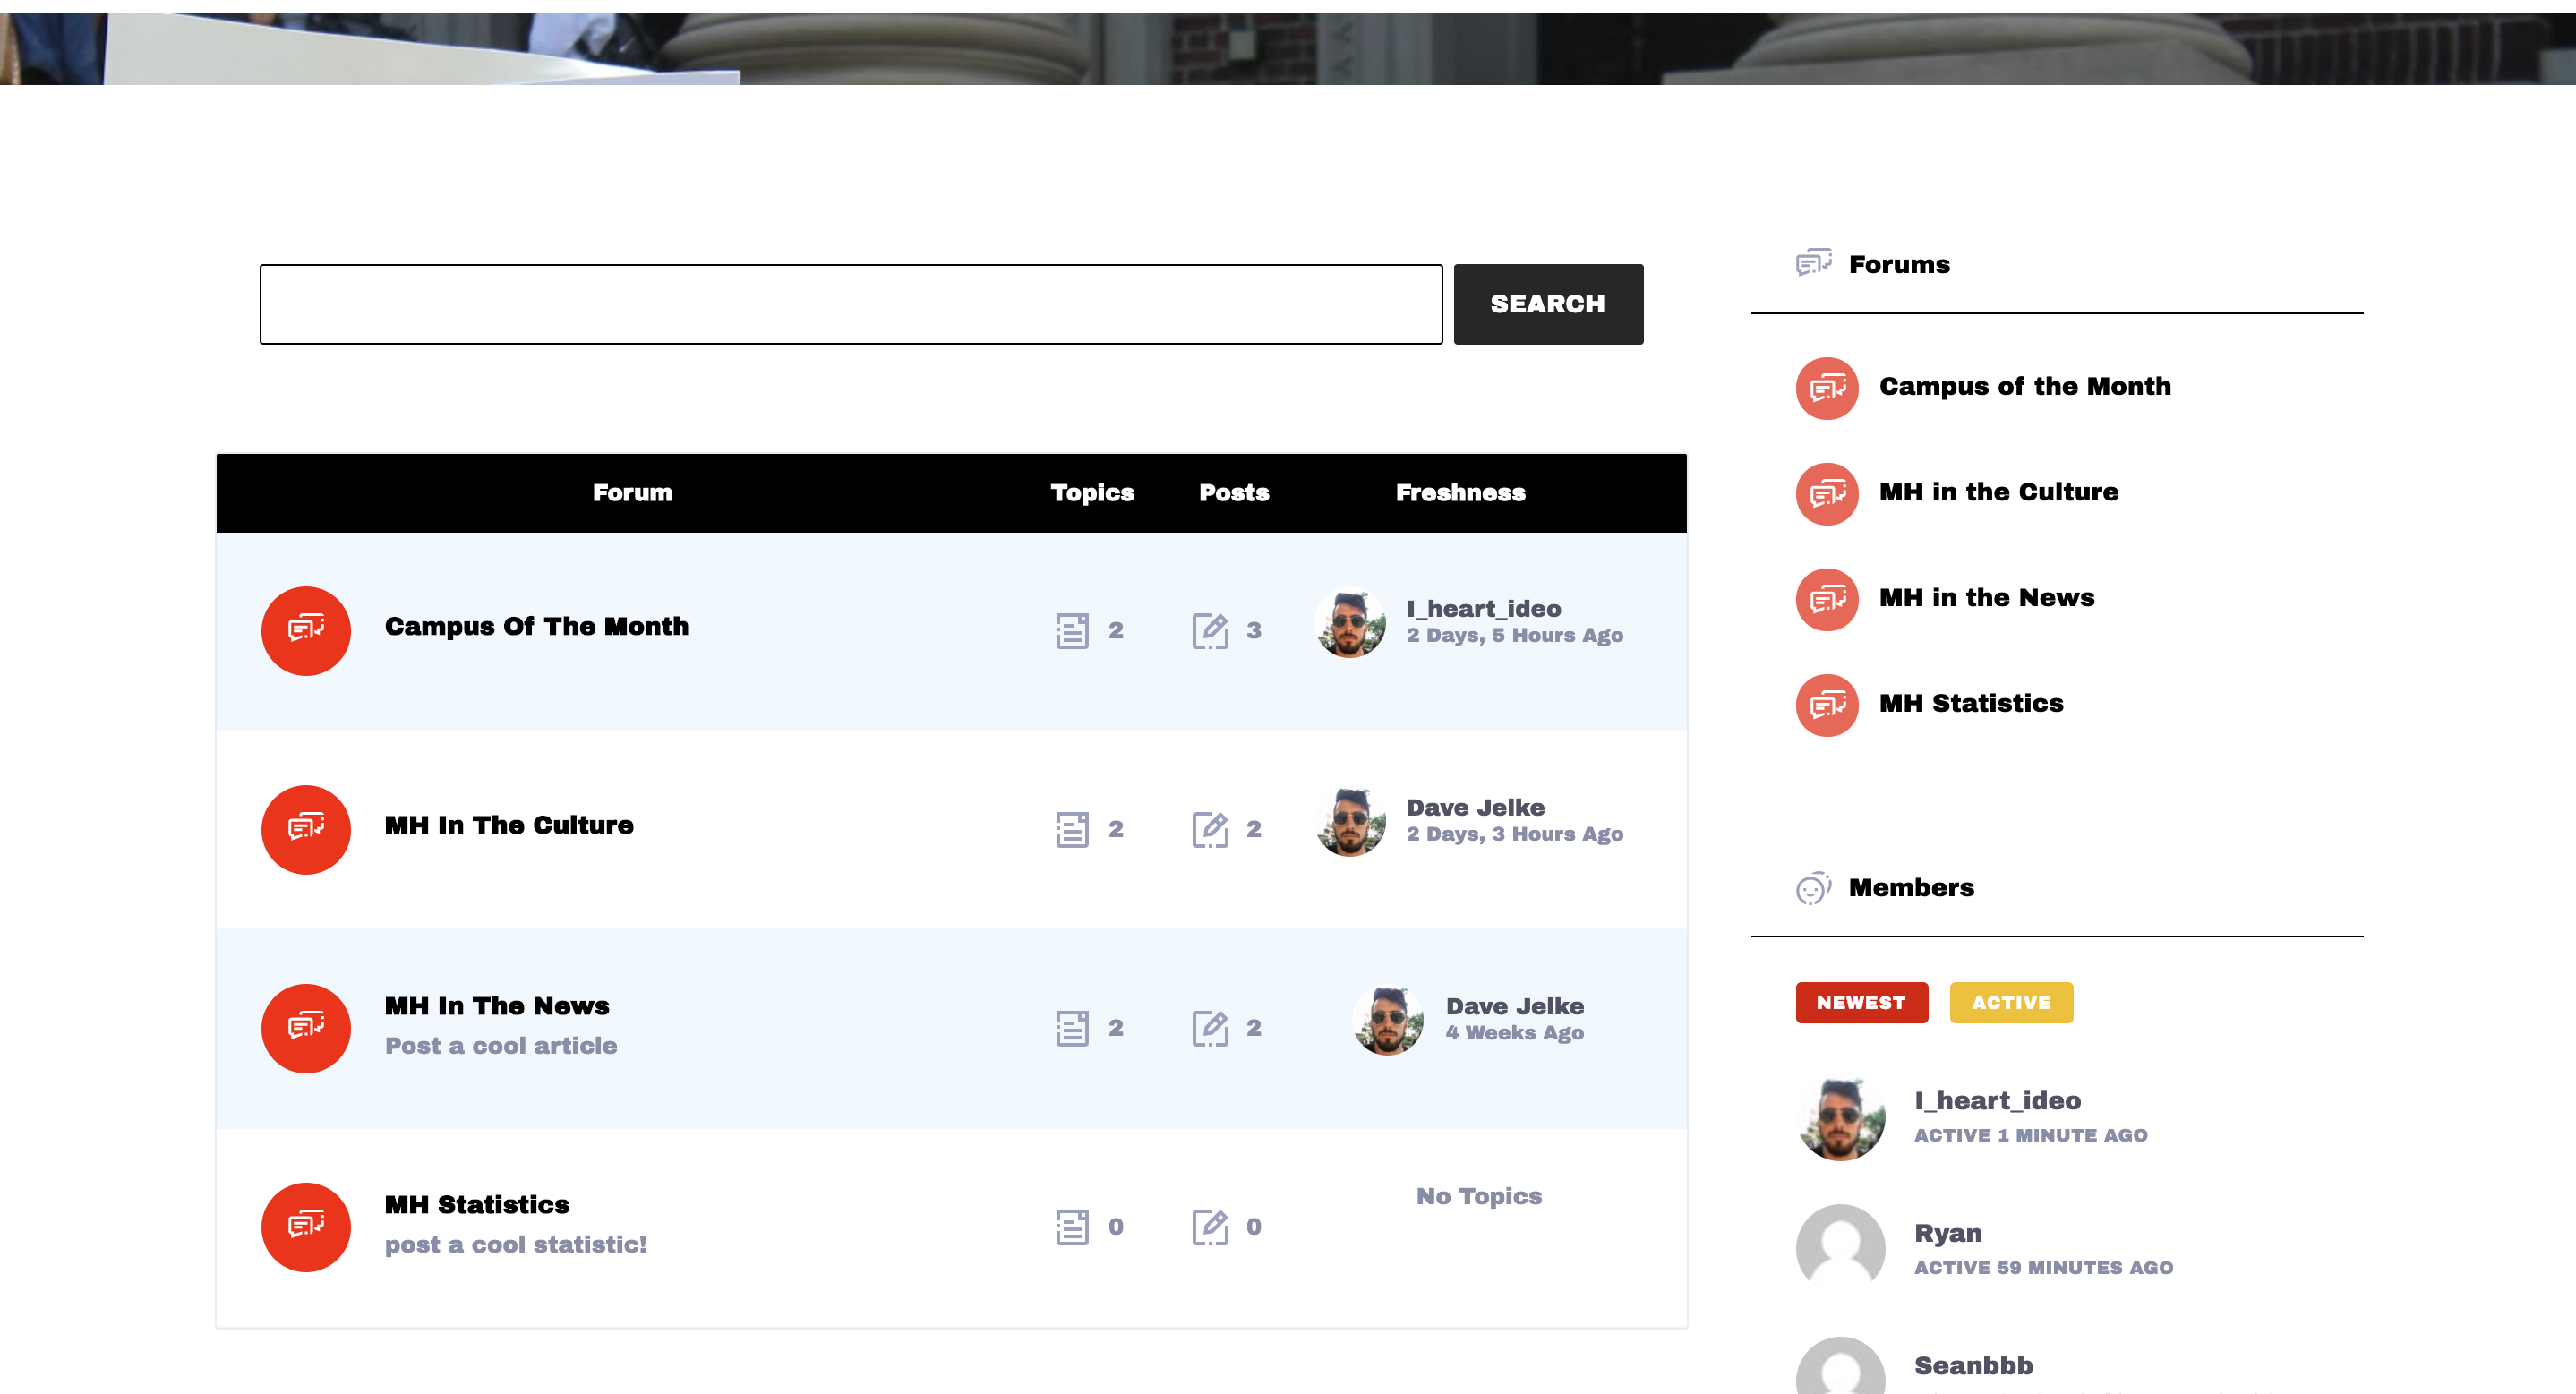 SEARCH
Forum Topics Posts Freshness
Campus Of The Month 2 3 I_heart_ideo
2 Days, 5 Hours Ago
MH In The Culture 2 2 Dave Jelke
2 Days, 3 Hours Ago
MH In The News 2 2 Dave Jelke
Post a cool article 4 Weeks Ago
MH Statistics 0 0 No Topics
post a cool statistic!
Forums
Campus of the Month
MH in the Culture
MH in the News
MH Statistics
Members
NEWEST ACTIVE
I_heart_ideo
ACTIVE 1 MINUTE AGO
Ryan
ACTIVE 59 MINUTES AGO
Seanbbb